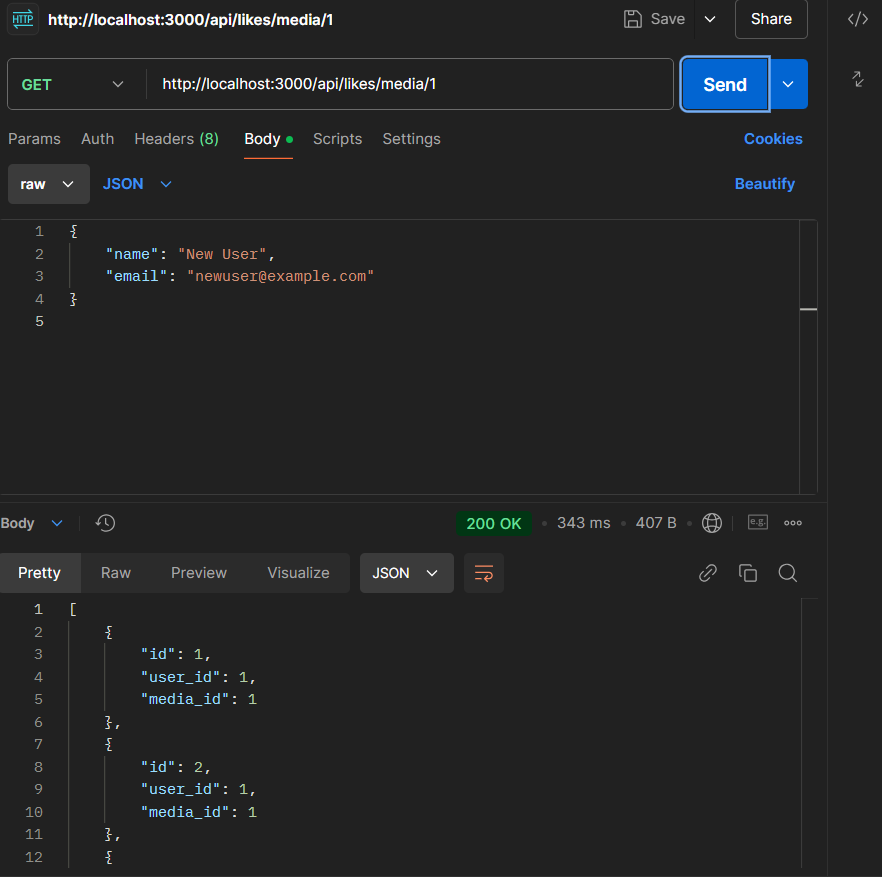 HTTP http://localhost:3000/api/likes/media/1 Save Share </>
GET http://localhost:3000/api/likes/media/1 Send
Params Auth Headers (8) Body Scripts Settings Cookies
raw JSON Beautify
1 {
2 "name": "New User",
3 "email": "newuser@example.com"
4 }
5
Body 200 OK • 343 ms • 407 B • e.g.
Pretty Raw Preview Visualize JSON
1 [
2 {
3 "id": 1,
4 "user_id": 1,
5 "media_id": 1
6 },
7 {
8 "id": 2,
9 "user_id": 1,
10 "media_id": 1
11 },
12 {